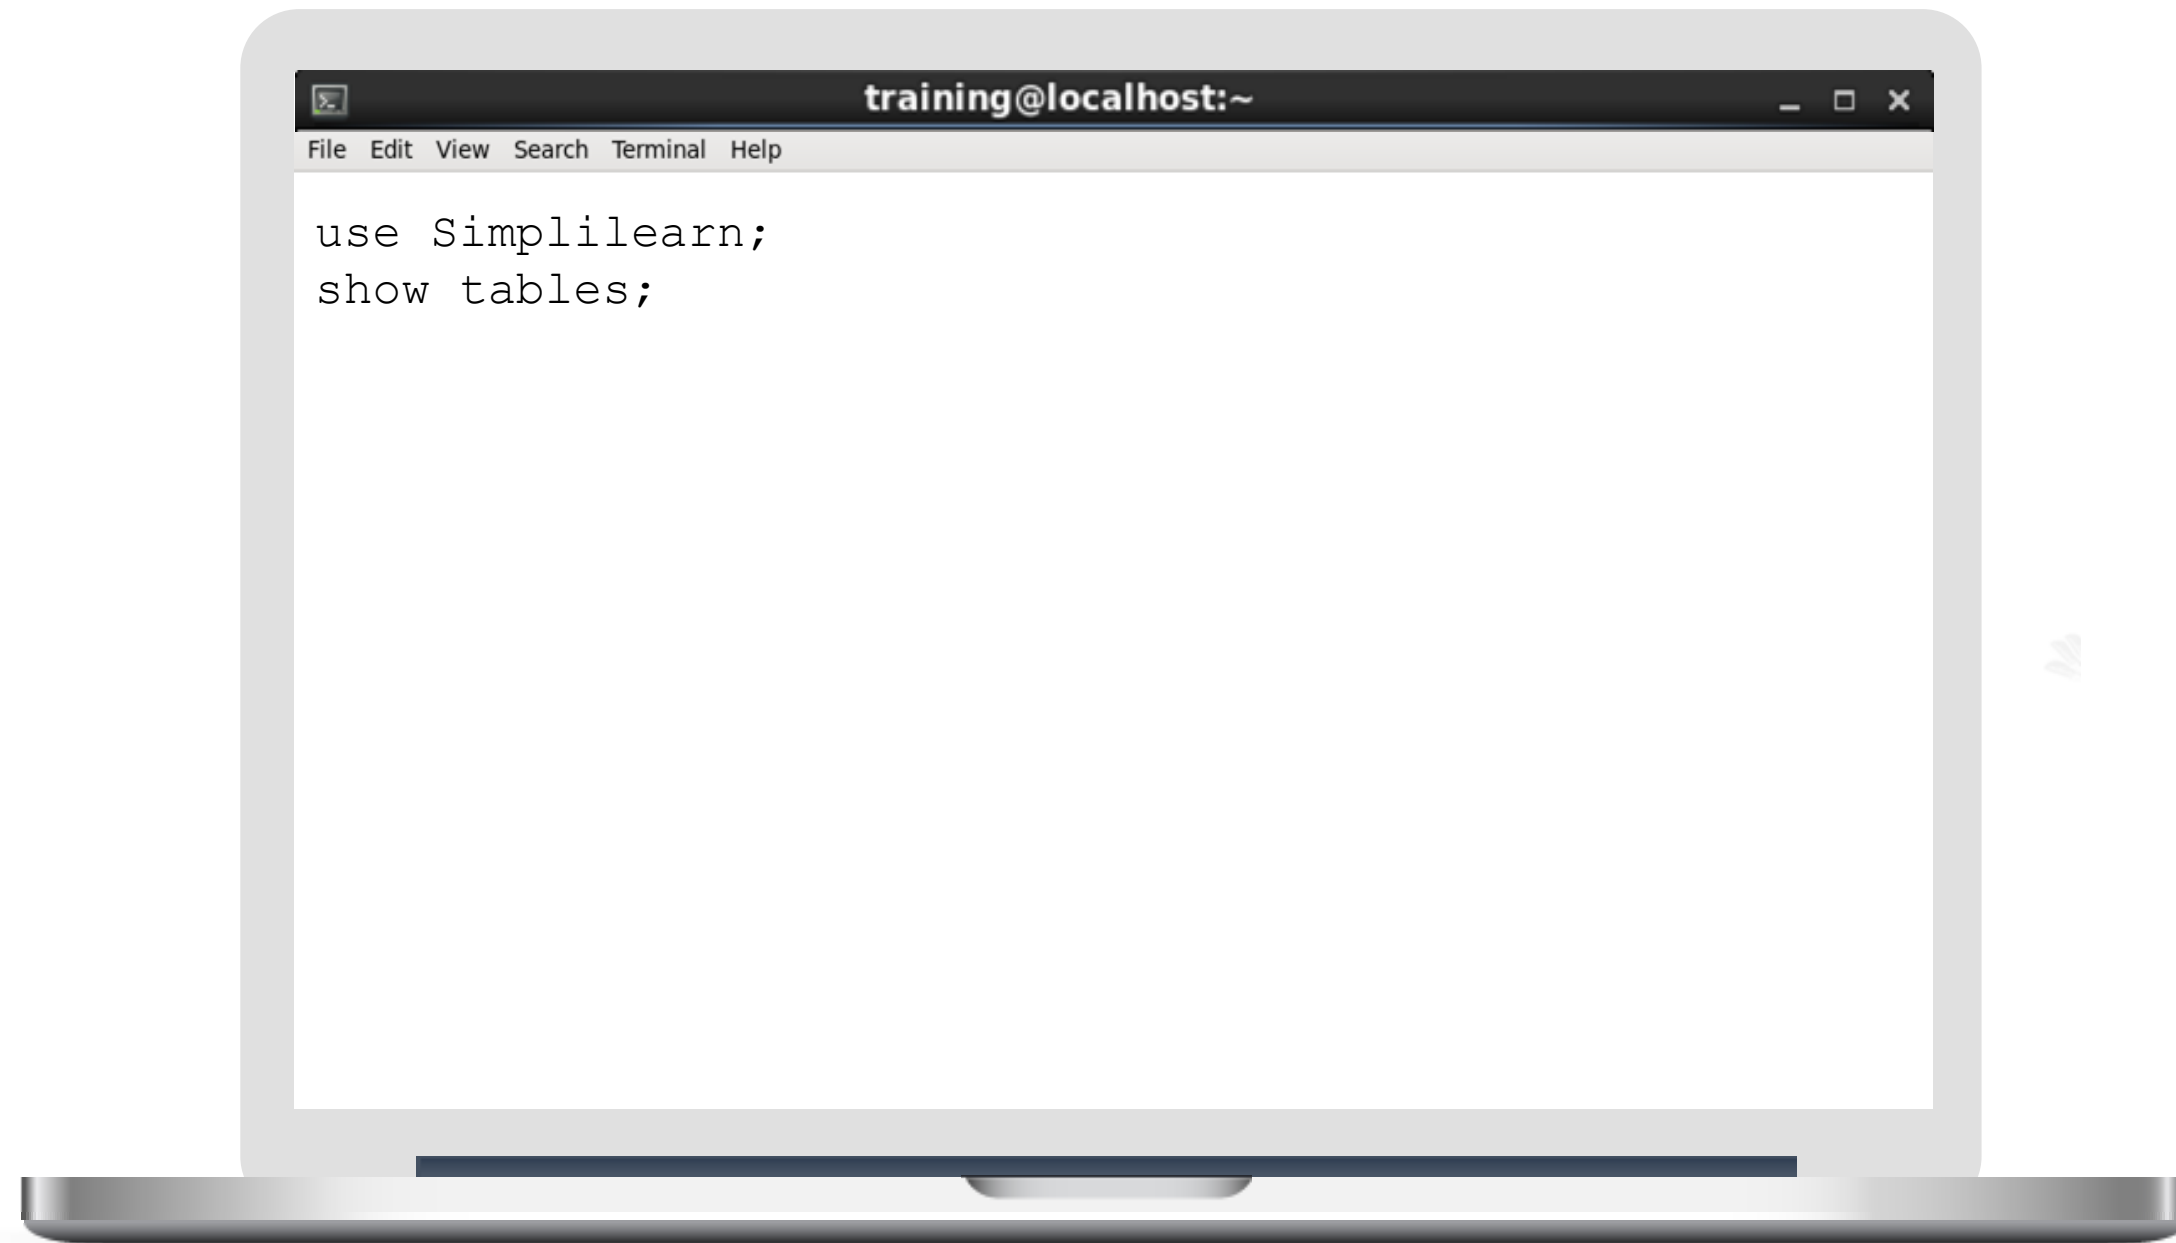 training@localhost:~
File Edit View Search Terminal Help
use Simplilearn;
show tables;